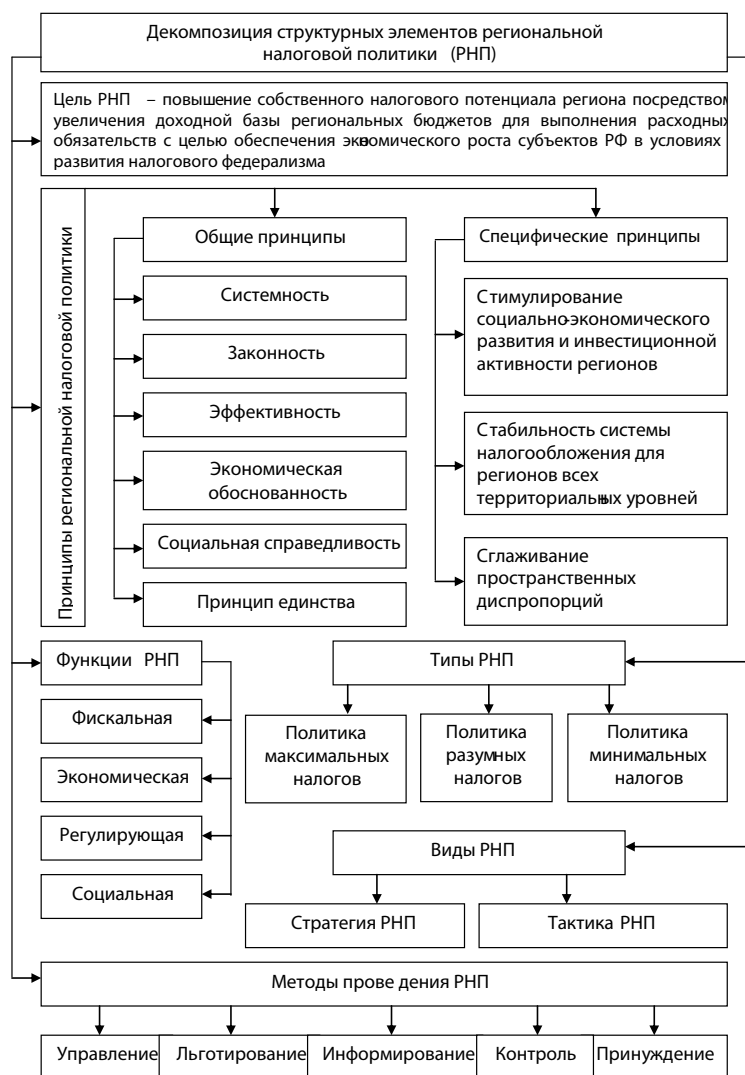 Декомпозиция структурных элементов региональной
налоговой политики (РНП)
Цель РНП – повышение собственного налогового потенциала региона посредством
увеличения доходной базы региональных бюджетов для выполнения расходных
обязательств с целью обеспечения экономического роста субъектов РФ в условиях
развития налогового федерализма
Принципы региональной налоговой политики
Общие принципы
Системность
Законность
Эффективность
Экономическая
обоснованность
Социальная справедливость
Принцип единства
Специфические принципы
Стимулирование
социально-экономического
развития и инвестиционной
активности регионов
Стабильность системы
налогообложения для
регионов всех
территориальных уровней
Сглаживание
пространственных
диспропорций
Функции РНП
Фискальная
Экономическая
Регулирующая
Социальная
Типы РНП
Политика
максимальных
налогов
Политика
разумных
налогов
Политика
минимальных
налогов
Виды РНП
Стратегия РНП
Тактика РНП
Методы прове дения РНП
Управление
Льготирование
Информирование
Контроль
Принуждение